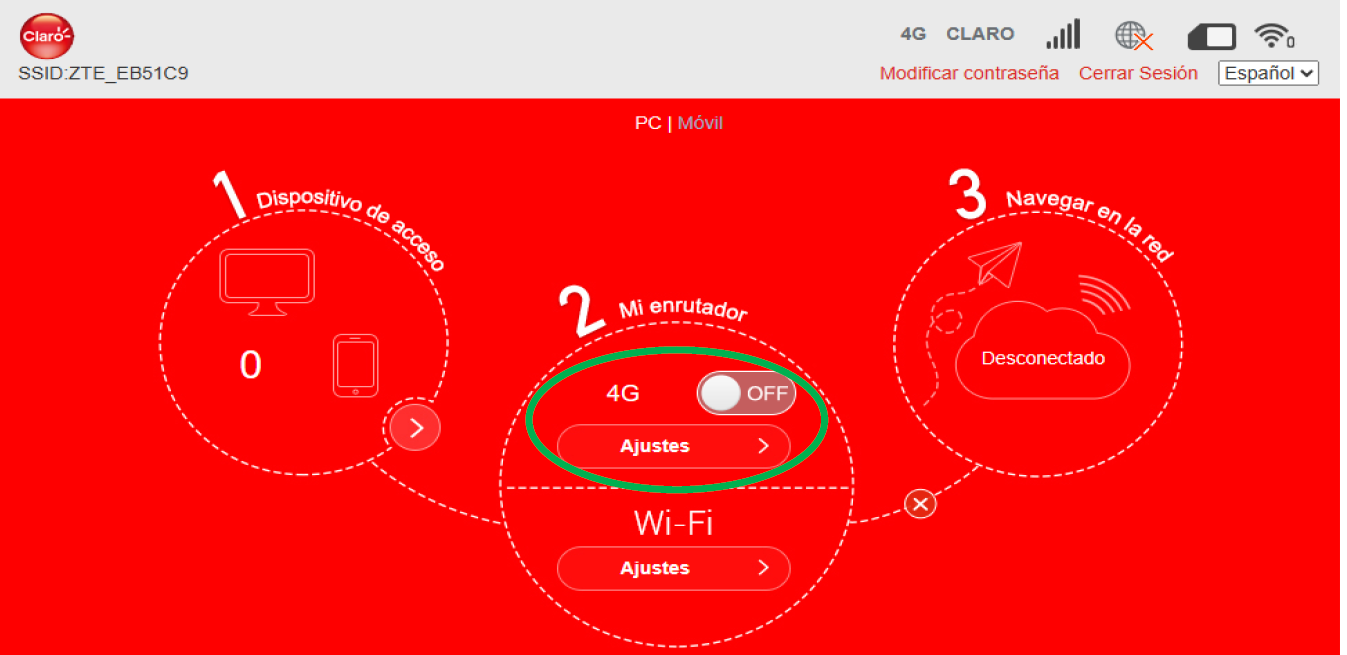 Claro
4G CLARO
0
SSID:ZTE_EB51C9
Modificar contraseña Cerrar Sesión Español
PC | Móvil
1 Dispositivo de acceso
0
2 Mi enrutador
4G OFF
Ajustes
Wi-Fi
Ajustes
3 Navegar en la red
Desconectado